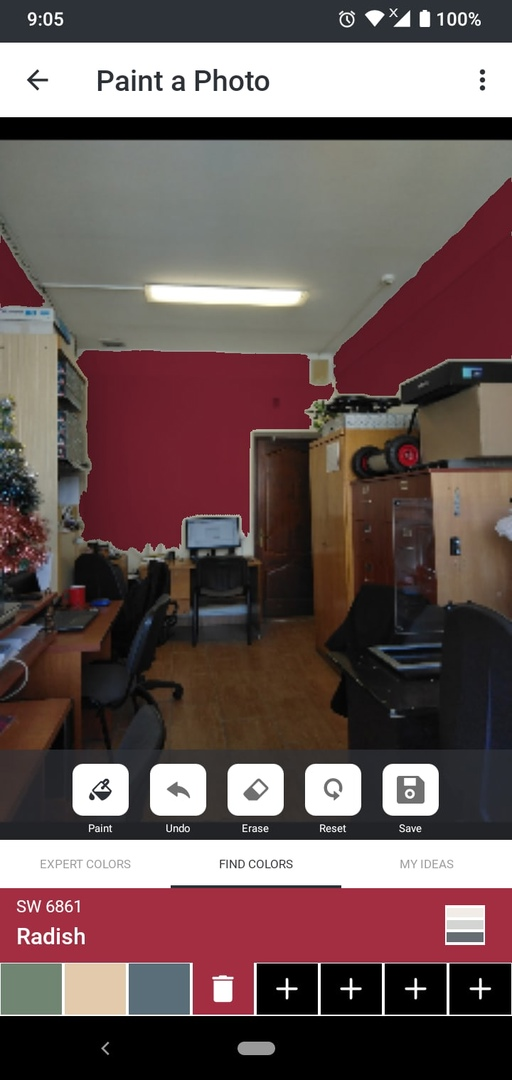 9:05
X
100%
Paint a Photo
Paint
Undo
Erase
Reset
Save
EXPERT COLORS
FIND COLORS
MY IDEAS
SW 6861
Radish